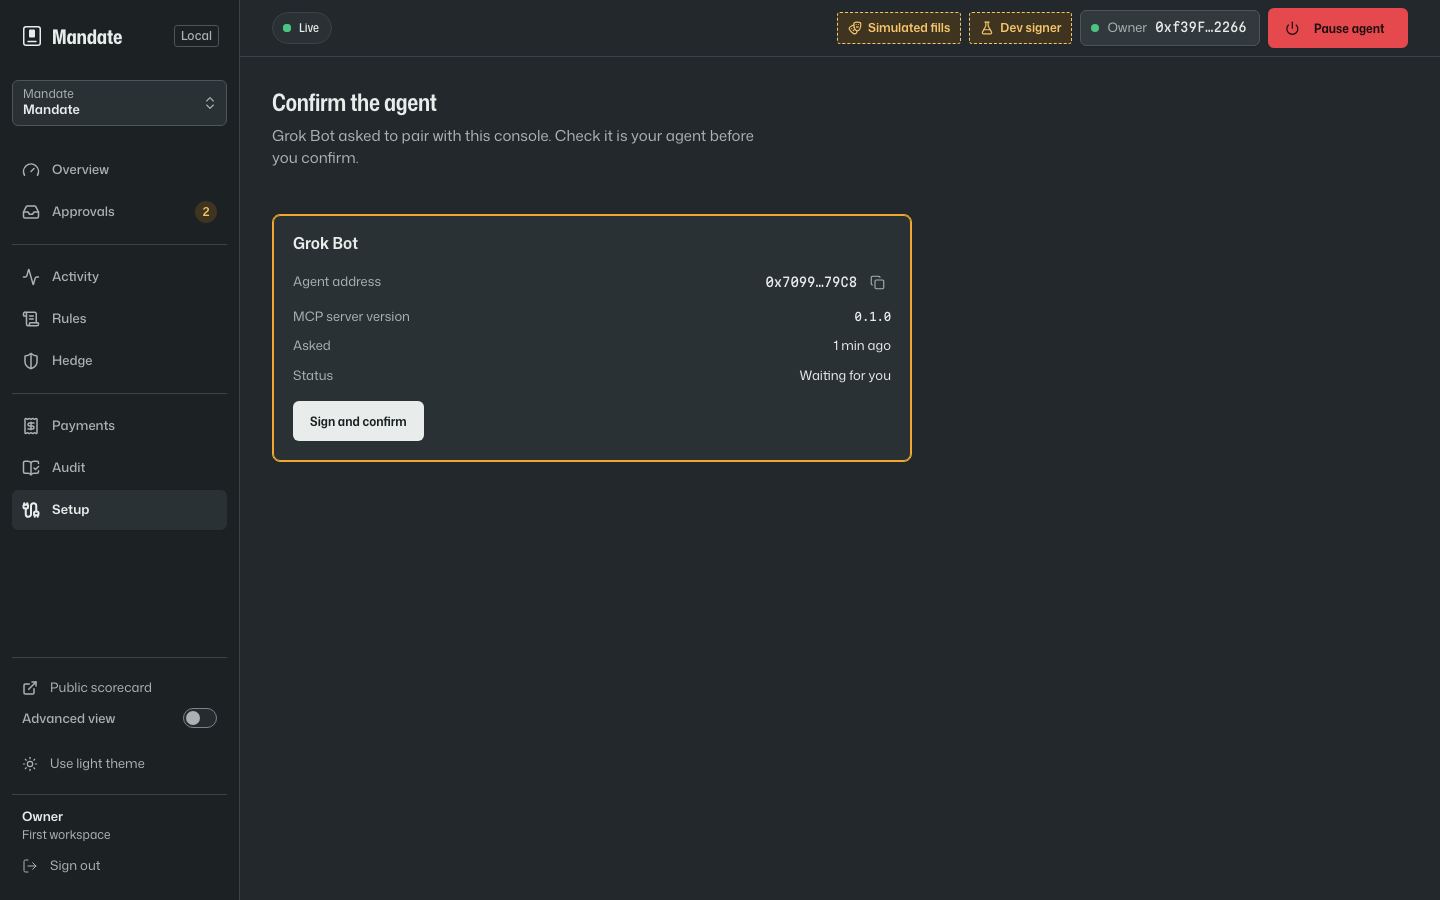 Mandate
Local
Mandate
Mandate
Overview
Approvals 2
Activity
Rules
Hedge
Payments
Audit
Setup
Public scorecard
Advanced view
Use light theme
Owner
First workspace
Sign out
Live
Simulated fills
Dev signer
Owner 0xf39F…2266
Pause agent
Confirm the agent
Grok Bot asked to pair with this console. Check it is your agent before
you confirm.
Grok Bot
Agent address 0x7099…79C8
MCP server version 0.1.0
Asked 1 min ago
Status Waiting for you
Sign and confirm